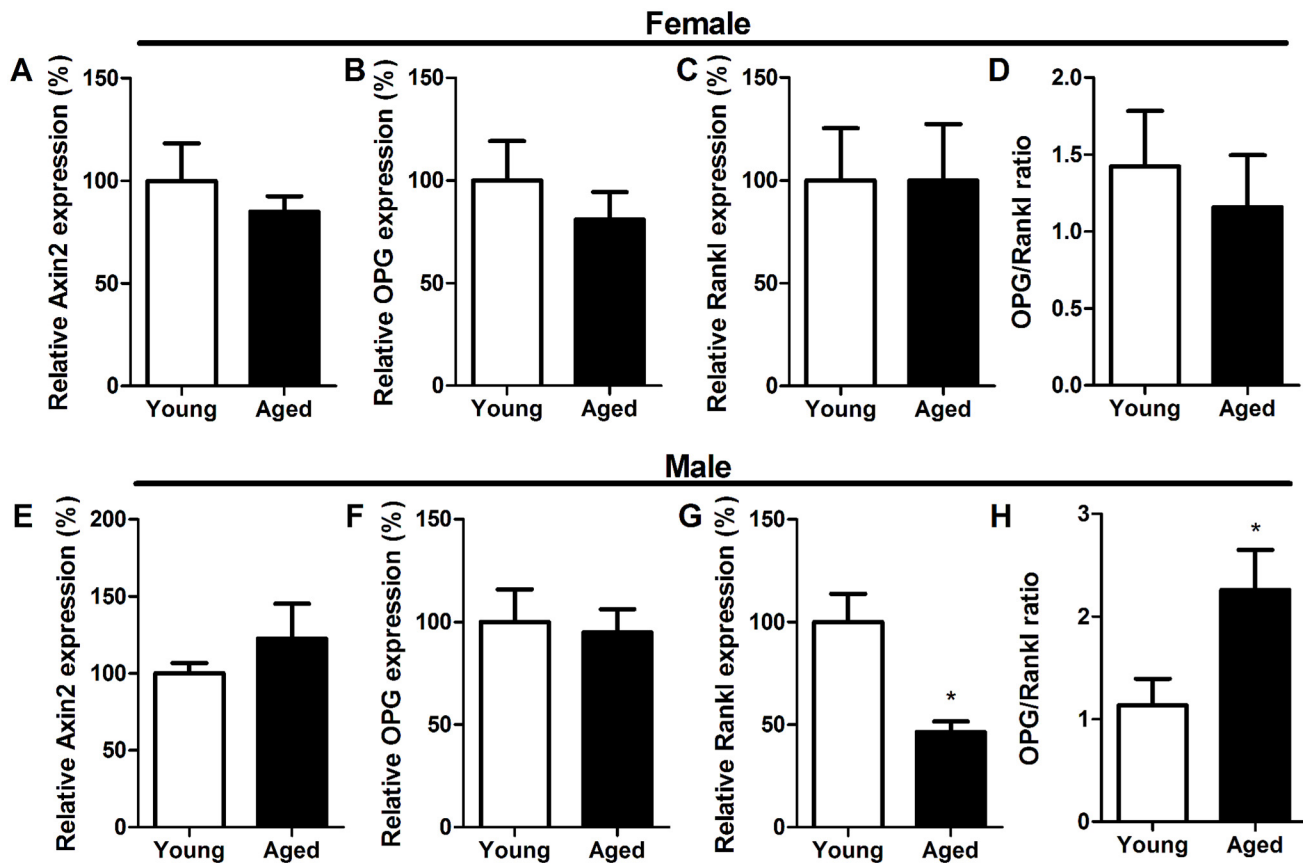 Female
A
Relative Axin2 expression (%)
150
100
50
0
Young Aged
B
Relative OPG expression (%)
150
100
50
0
Young Aged
C
Relative Rankl expression (%)
150
100
50
0
Young Aged
D
OPG/Rankl ratio
2.0
1.5
1.0
0.5
0.0
Young Aged
Male
E
Relative Axin2 expression (%)
200
150
100
50
0
Young Aged
F
Relative OPG expression (%)
150
100
50
0
Young Aged
G
Relative Rankl expression (%)
150
100
50
0
*
Young Aged
H
OPG/Rankl ratio
3
2
1
0
*
Young Aged